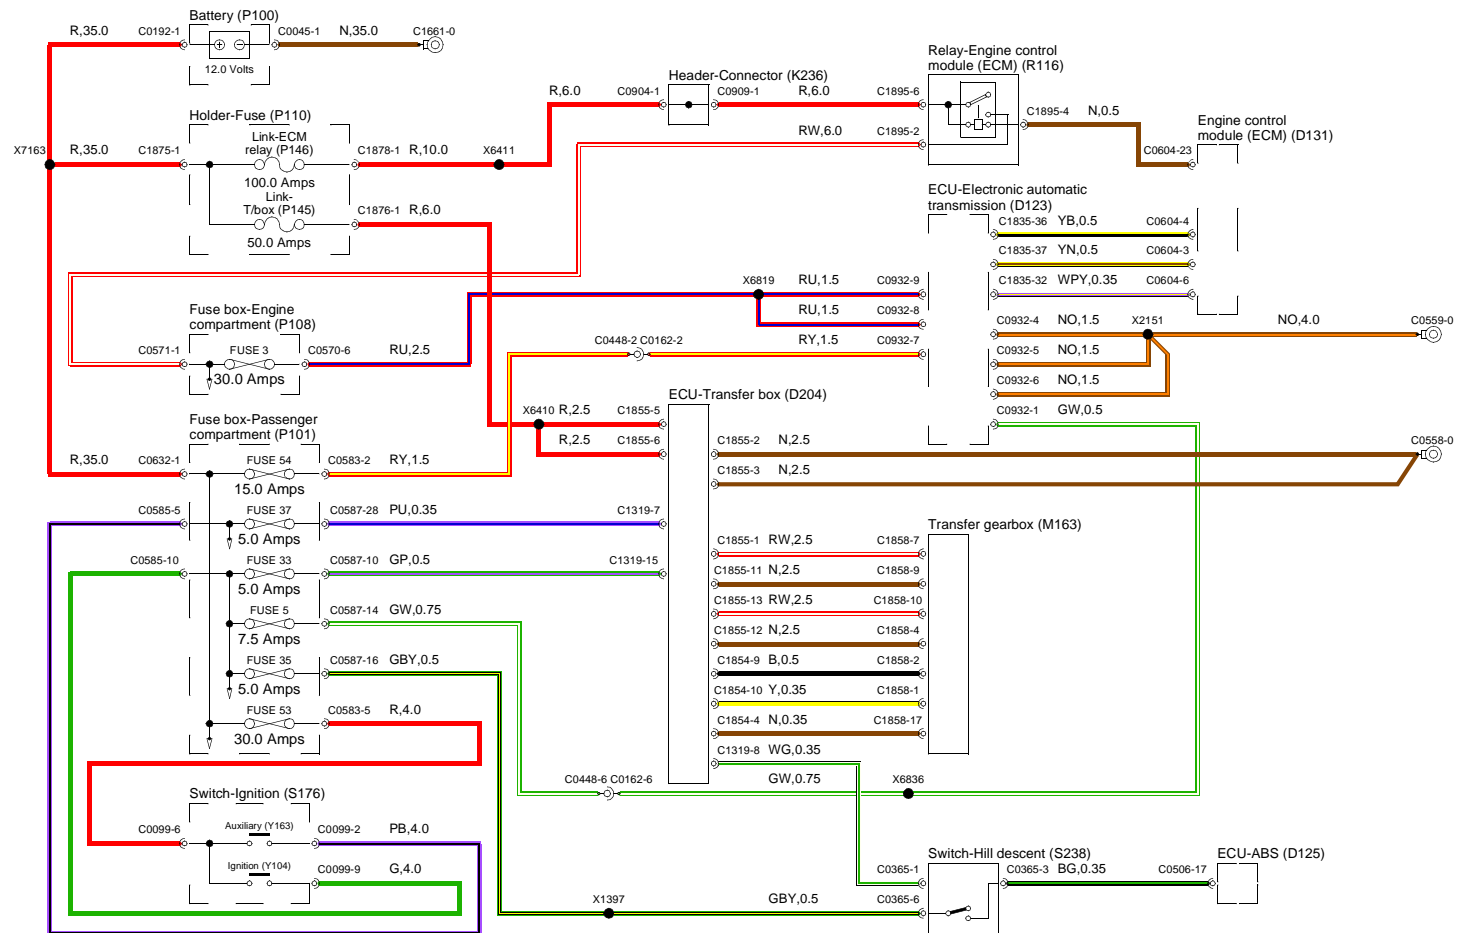 Battery (P100)
R,35.0 C0192-1 C0045-1 N,35.0 C1661-0
12.0 Volts
Relay-Engine control
module (ECM) (R116)
Header-Connector (K236)
R,6.0 C0904-1 C0909-1 R,6.0 C1895-6
C1895-4 N,0.5
Holder-Fuse (P110)
Link-ECM
relay (P146)
RW,6.0 C1895-2
Engine control
module (ECM) (D131)
X7163 R,35.0 C1875-1 C1878-1 R,10.0 X6411
C0604-23
100.0 Amps
Link-
T/box (P145)
C1876-1 R,6.0
50.0 Amps
ECU-Electronic automatic
transmission (D123)
C1835-36 YB,0.5 C0604-4
C1835-37 YN,0.5 C0604-3
X6819 RU,1.5 C0932-9 C1835-32 WPY,0.35 C0604-6
RU,1.5 C0932-8
C0932-4 NO,1.5 X2151 NO,4.0 C0559-0
Fuse box-Engine
compartment (P108)
C0571-1 FUSE 3 C0570-6 RU,2.5
C0448-2 C0162-2 RY,1.5 C0932-7
C0932-5 NO,1.5
30.0 Amps
C0932-6 NO,1.5
ECU-Transfer box (D204)
X6410 R,2.5 C1855-5 C0932-1 GW,0.5
Fuse box-Passenger
compartment (P101)
R,2.5 C1855-6 C1855-2 N,2.5 C0558-0
R,35.0 C0632-1 FUSE 54 C0583-2 RY,1.5
C1855-3 N,2.5
15.0 Amps
C0585-5 FUSE 37 C0587-28 PU,0.35 C1319-7
5.0 Amps
Transfer gearbox (M163)
C1855-1 RW,2.5 C1858-7
C0585-10 FUSE 33 C0587-10 GP,0.5 C1319-15
C1855-11 N,2.5 C1858-9
5.0 Amps
C1855-13 RW,2.5 C1858-10
FUSE 5 C0587-14 GW,0.75
C1855-12 N,2.5 C1858-4
7.5 Amps
FUSE 35 C0587-16 GBY,0.5
C1854-9 B,0.5 C1858-2
5.0 Amps
C1854-10 Y,0.35 C1858-1
FUSE 53 C0583-5 R,4.0
C1854-4 N,0.35 C1858-17
30.0 Amps
C1319-8 WG,0.35
C0448-6 C0162-6 GW,0.75 X6836
Switch-Ignition (S176)
C0099-6 Auxiliary (Y163) C0099-2 PB,4.0
Ignition (Y104) C0099-9 G,4.0
Switch-Hill descent (S238)
ECU-ABS (D125)
C0365-1 C0365-3 BG,0.35 C0506-17
X1397 GBY,0.5 C0365-6